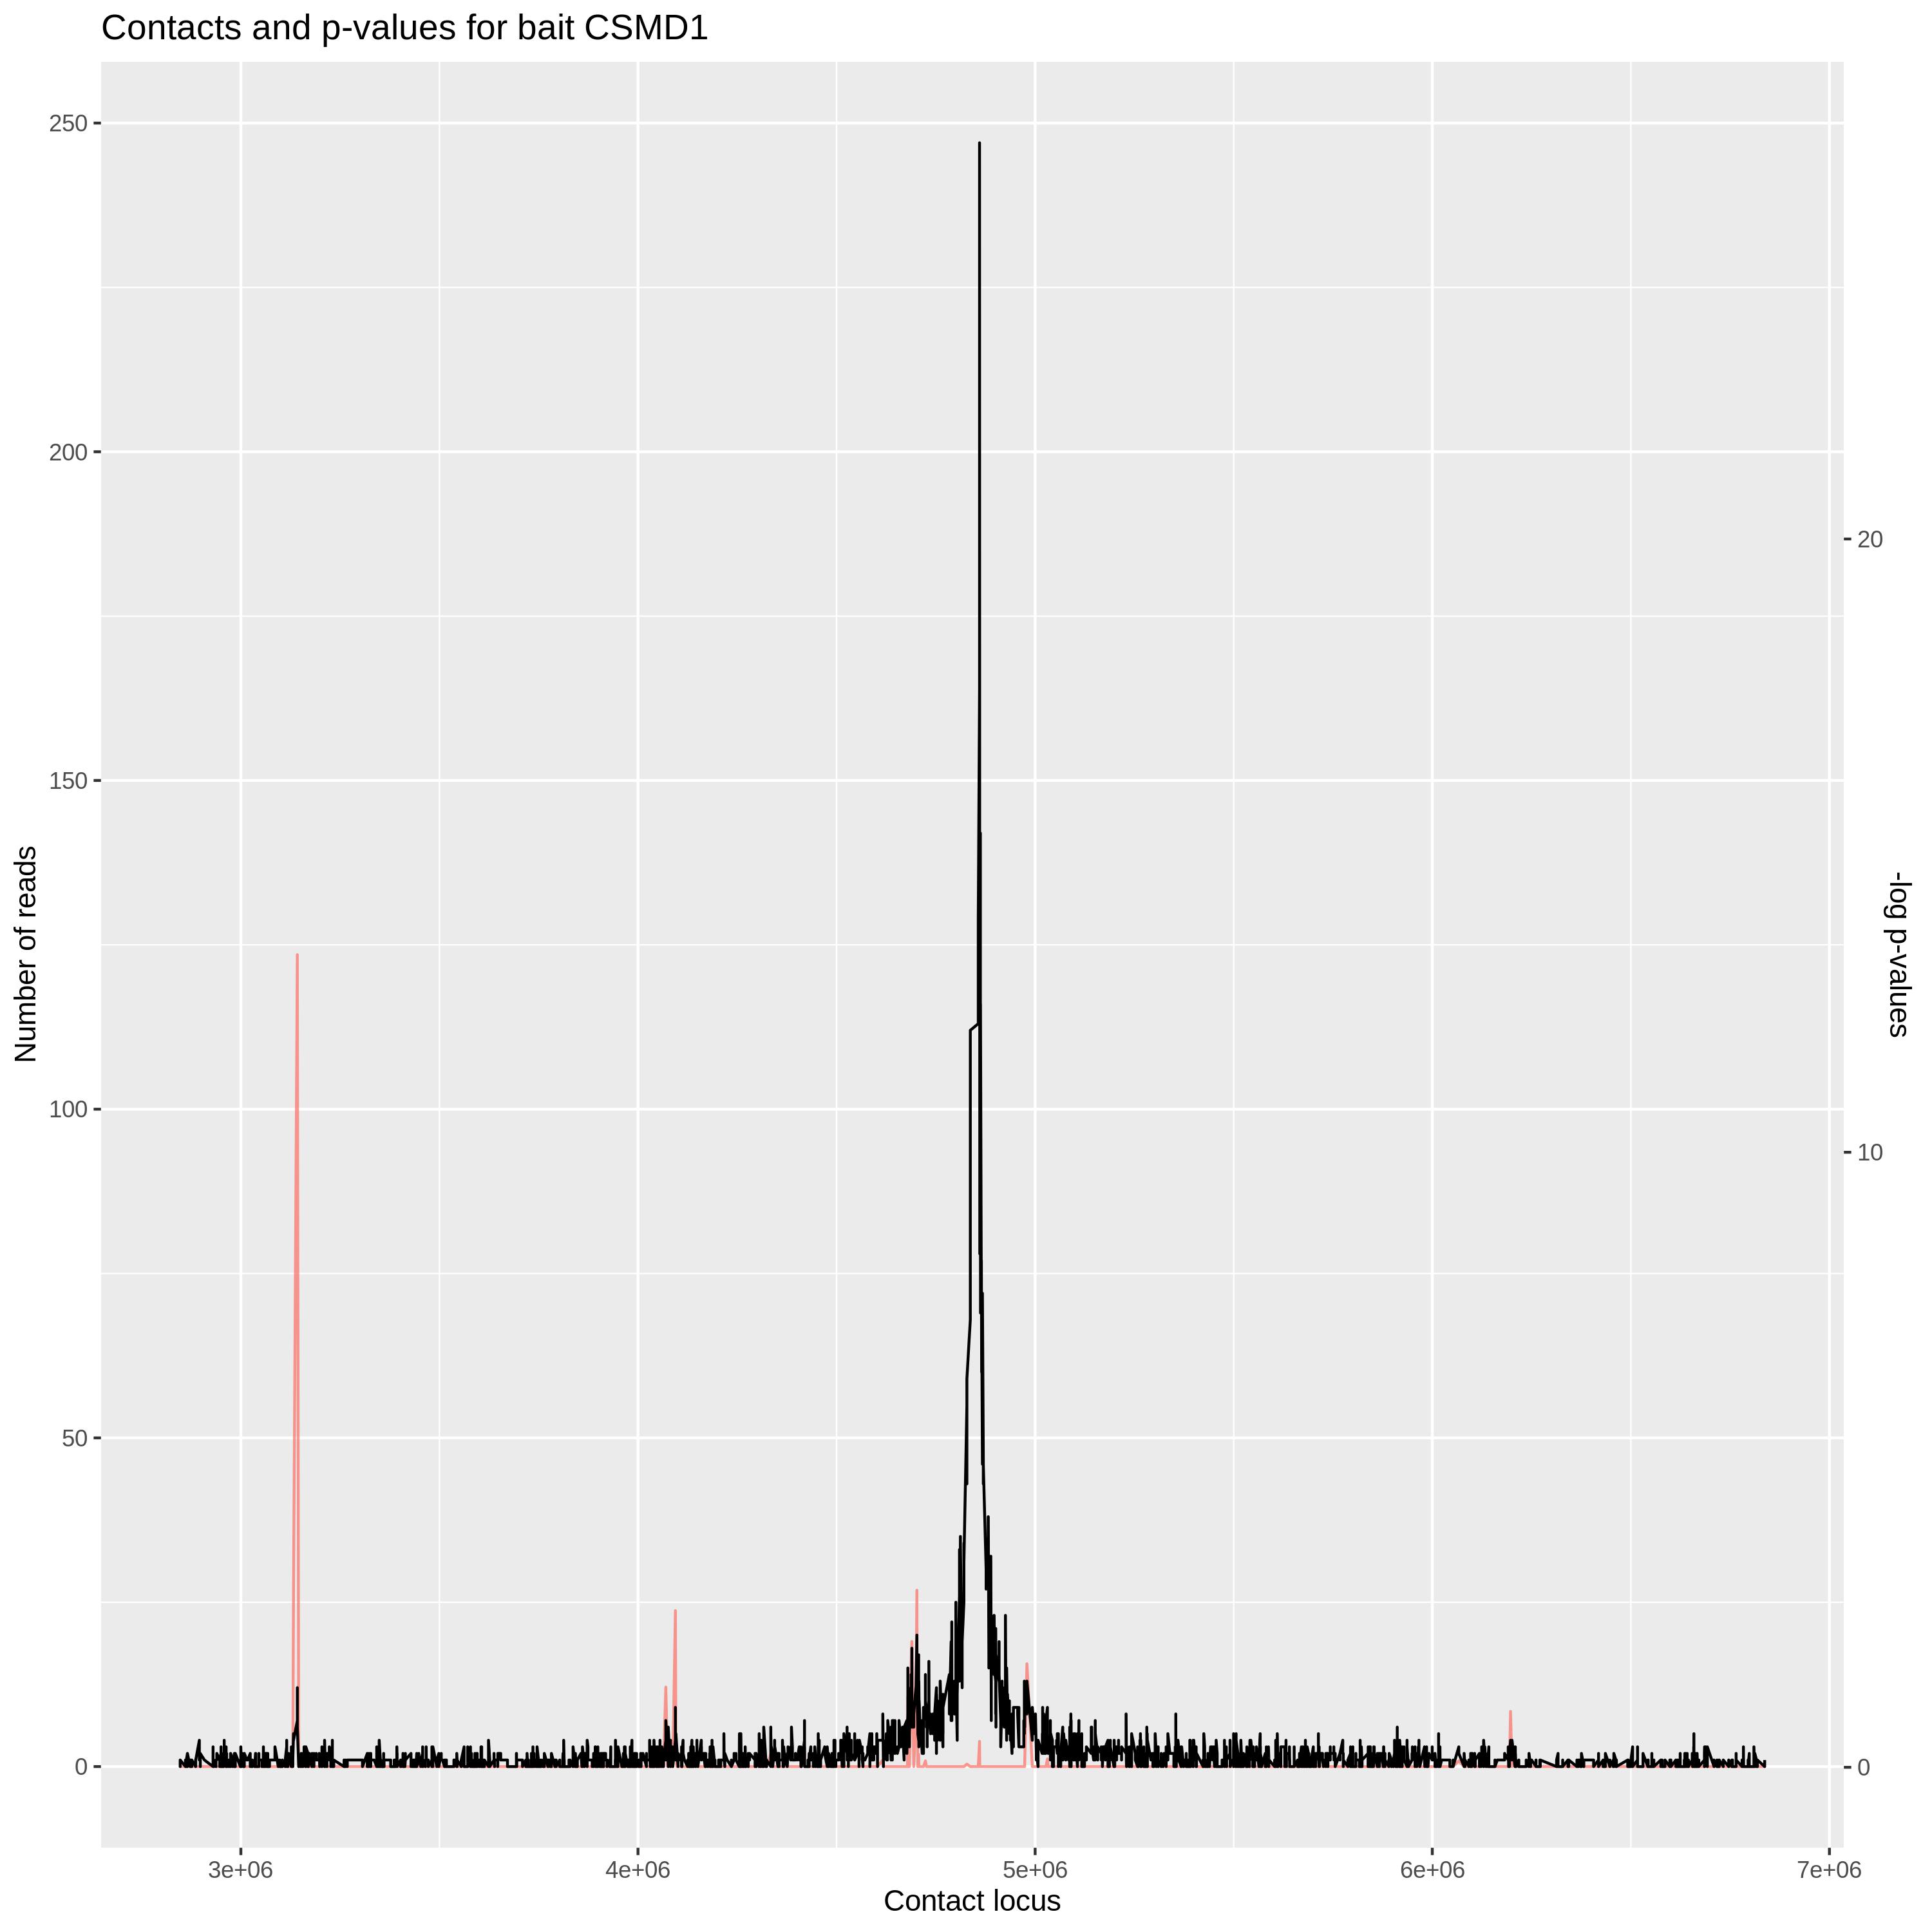 Contacts and p-values for bait CSMD1
250
200
150
100
50
0
Number of reads
20
10
0
-log p-values
3e+06
4e+06
5e+06
6e+06
7e+06
Contact locus